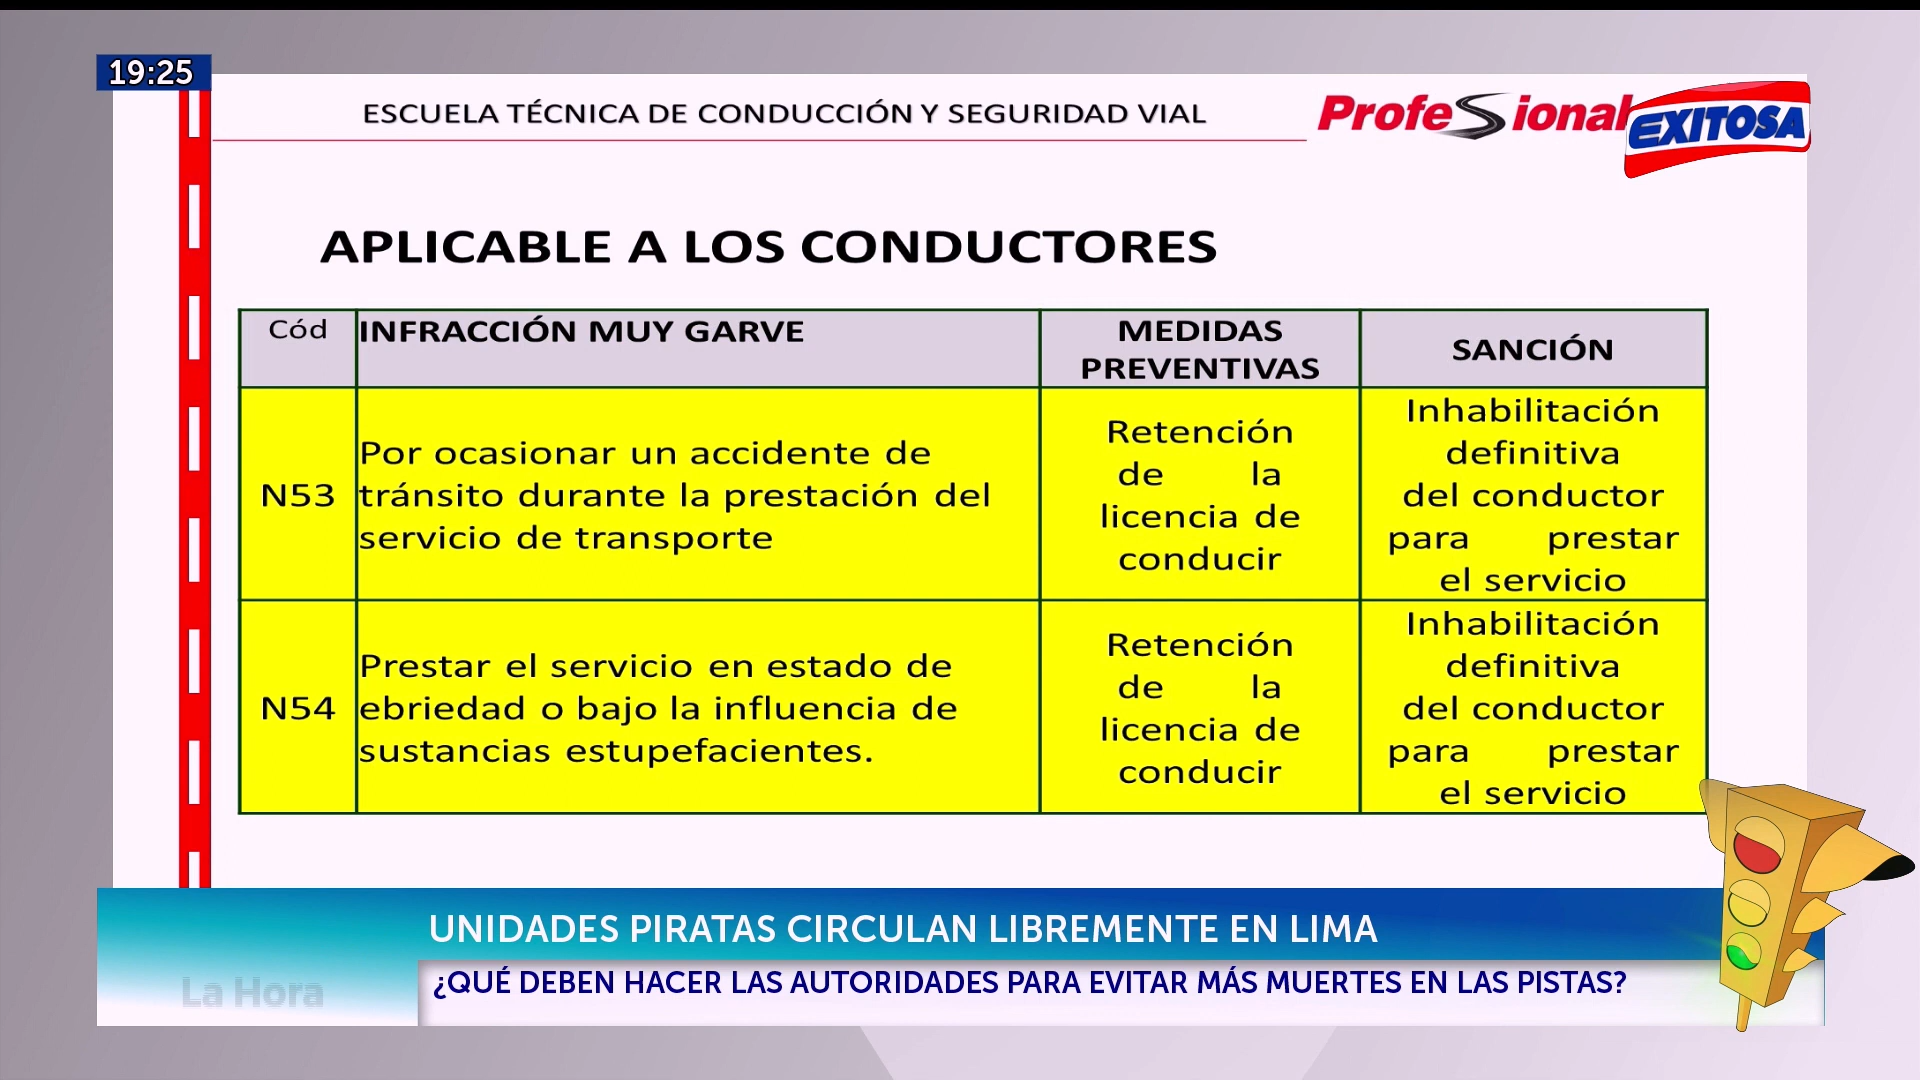 19:25
ESCUELA TÉCNICA DE CONDUCCIÓN Y SEGURIDAD VIAL
ProfeSional
EXITOSA
APLICABLE A LOS CONDUCTORES
Cód
INFRACCIÓN MUY GARVE
MEDIDAS
PREVENTIVAS
SANCIÓN
N53
Por ocasionar un accidente de
tránsito durante la prestación del
servicio de transporte
Retención
de la
licencia de
conducir
Inhabilitación
definitiva
del conductor
para prestar
el servicio
N54
Prestar el servicio en estado de
ebriedad o bajo la influencia de
sustancias estupefacientes.
Retención
de la
licencia de
conducir
Inhabilitación
definitiva
del conductor
para prestar
el servicio
UNIDADES PIRATAS CIRCULAN LIBREMENTE EN LIMA
La Hora
¿QUÉ DEBEN HACER LAS AUTORIDADES PARA EVITAR MÁS MUERTES EN LAS PISTAS?